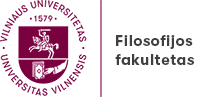 VILNIAUS UNIVERSITETAS
· 1579 ·
UNIVERSITAS VILNENSIS
Filosofijos
fakultetas